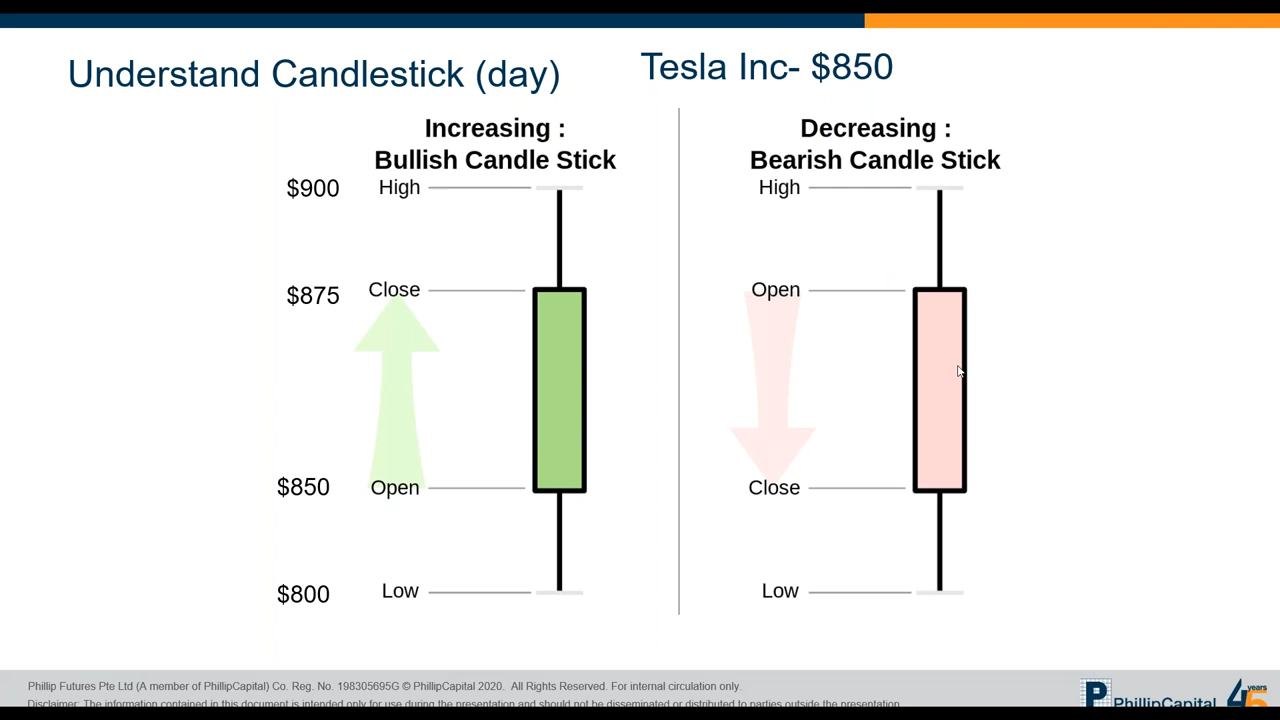 Understand Candlestick (day)
Tesla Inc- $850
Increasing :
Bullish Candle Stick
$900 High
$875 Close
$850 Open
$800 Low
Decreasing :
Bearish Candle Stick
High
Open
Close
Low
Phillip Futures Pte Ltd (A member of PhillipCapital) Co. Reg. No. 198305695G © PhillipCapital 2020. All Rights Reserved. For internal circulation only.
Disclaimer: The information contained in this document is intended only for use during the presentation and should not be disseminated or distributed to parties outside the presentation.
P PhillipCapital 45 years